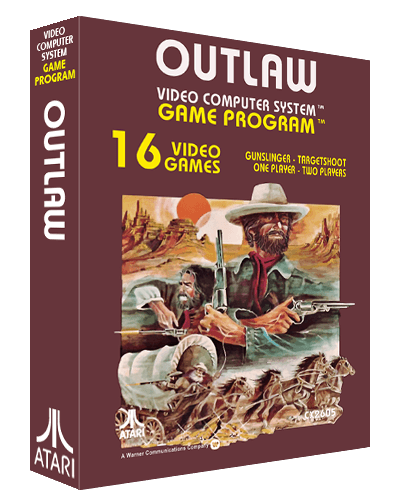 VIDEO
COMPUTER
SYSTEM
GAME
PROGRAM
OUTLAW
ATARI
OUTLAW
VIDEO COMPUTER SYSTEM™
GAME PROGRAM™
16 VIDEO
GAMES
GUNSLINGER - TARGETSHOOT
ONE PLAYER - TWO PLAYERS
CX2605
A Warner Communications Company